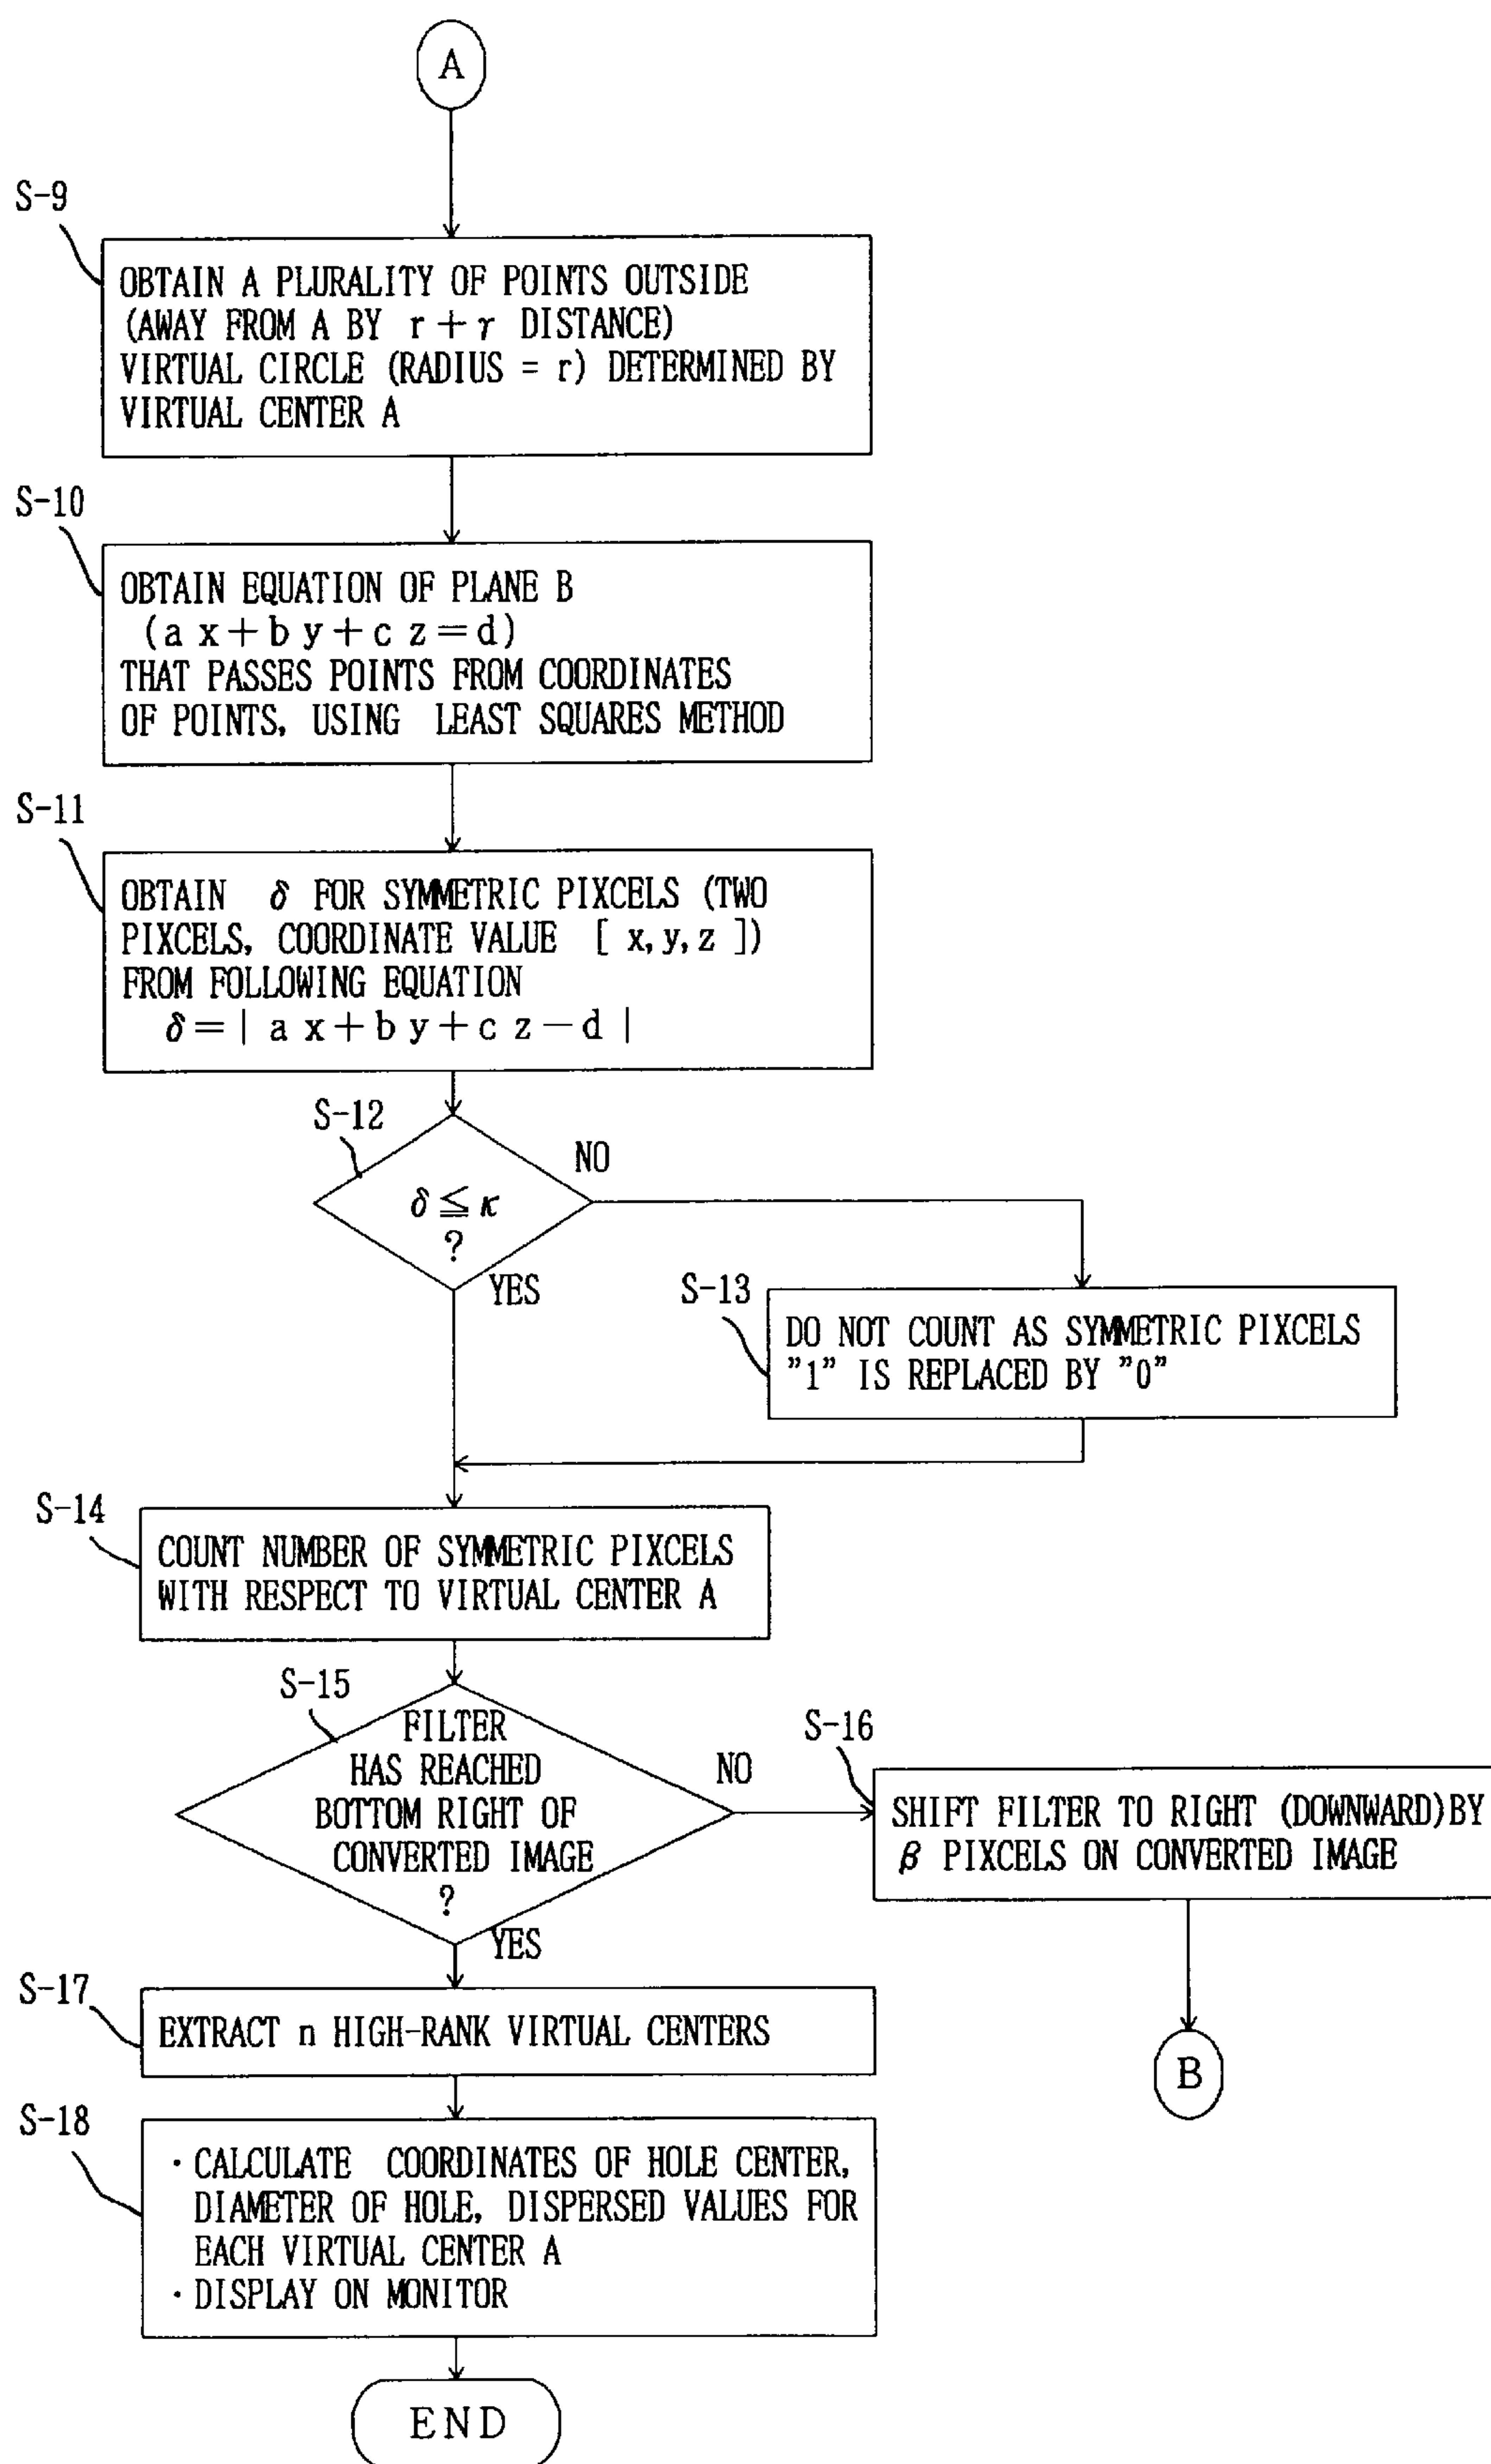 A
S-9
OBTAIN A PLURALITY OF POINTS OUTSIDE
(AWAY FROM A BY r+γ DISTANCE)
VIRTUAL CIRCLE (RADIUS = r) DETERMINED BY
VIRTUAL CENTER A
S-10
OBTAIN EQUATION OF PLANE B
(a x+b y+c z=d)
THAT PASSES POINTS FROM COORDINATES
OF POINTS, USING LEAST SQUARES METHOD
S-11
OBTAIN δ FOR SYMMETRIC PIXCELS (TWO
PIXCELS, COORDINATE VALUE [ x,y,z ])
FROM FOLLOWING EQUATION
δ=| a x+b y+c z-d |
S-12
δ≦κ
?
NO
YES
S-13
DO NOT COUNT AS SYMMETRIC PIXCELS
"1" IS REPLACED BY "0"
S-14
COUNT NUMBER OF SYMMETRIC PIXCELS
WITH RESPECT TO VIRTUAL CENTER A
S-15
FILTER
HAS REACHED
BOTTOM RIGHT OF
CONVERTED IMAGE
?
NO
YES
S-16
SHIFT FILTER TO RIGHT (DOWNWARD)BY
β PIXCELS ON CONVERTED IMAGE
B
S-17
EXTRACT n HIGH-RANK VIRTUAL CENTERS
S-18
・CALCULATE COORDINATES OF HOLE CENTER,
DIAMETER OF HOLE, DISPERSED VALUES FOR
EACH VIRTUAL CENTER A
・DISPLAY ON MONITOR
END